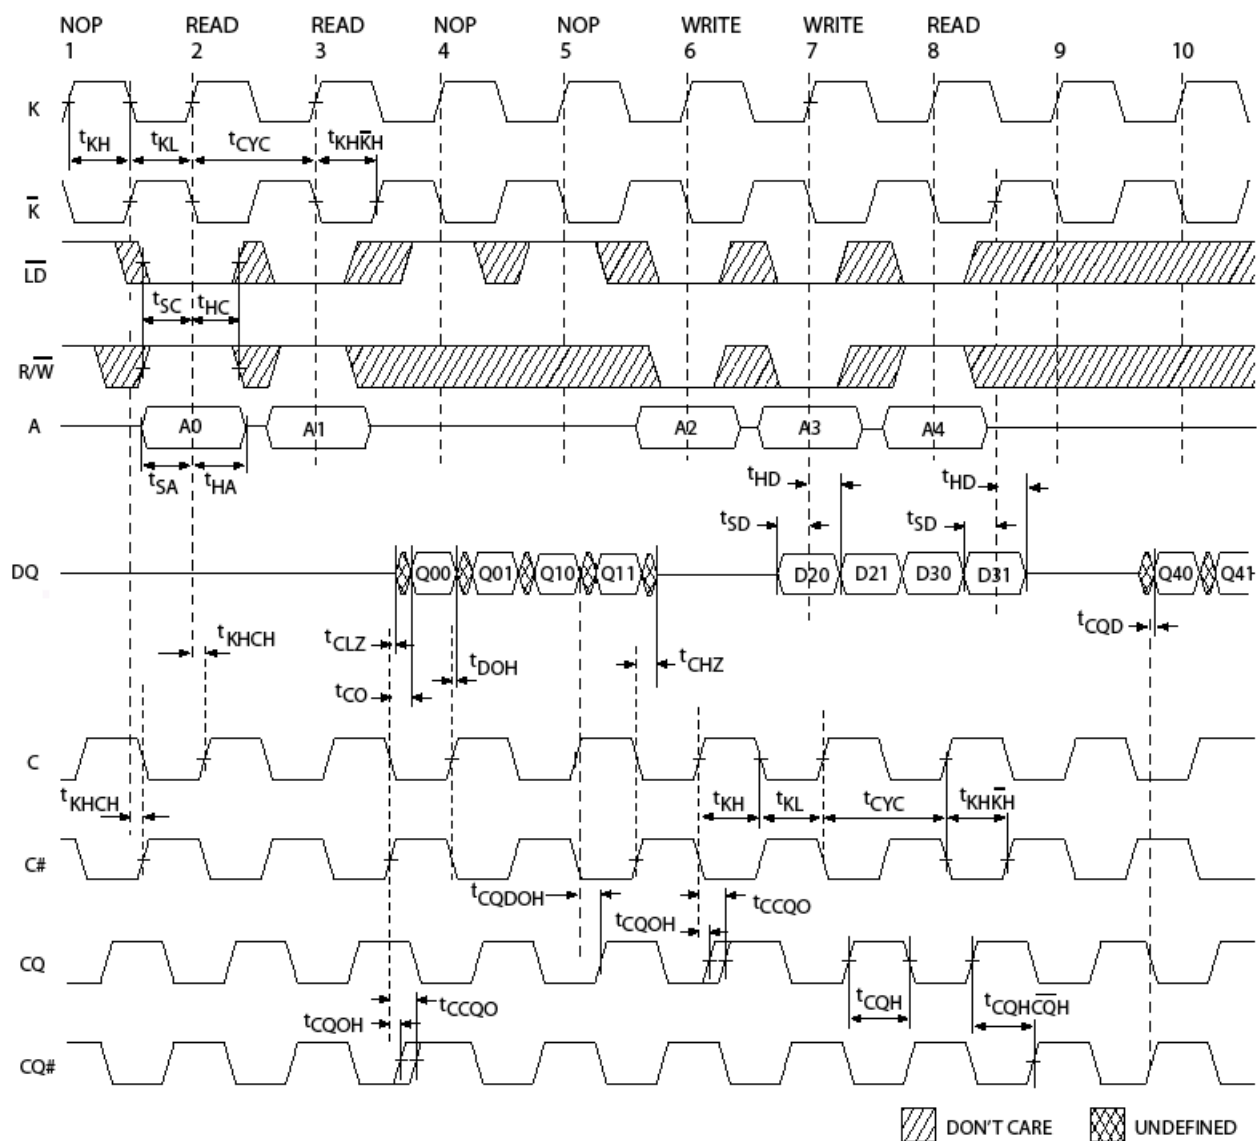 NOP READ READ NOP NOP WRITE WRITE READ
1 2 3 4 5 6 7 8 9 10
K
tKH tKL tCYC tKHK̅H
K̅
L̅D̅
tSC tHC
R/W̅
A A0 A1 A2 A3 A4
tSA tHA tHD tHD
tSD tSD
DQ Q00 Q01 Q10 Q11 D20 D21 D30 D31 Q40 Q41
tKHCH tCLZ tDOH tCHZ tCQD
tCO
C
tKHCH tKH tKL tCYC tKHK̅H
C#
tCQDOH tCCQO
tCQOH
CQ
tCQOH tCCQO tCQH tCQHC̅Q̅H
CQ#
DON'T CARE UNDEFINED